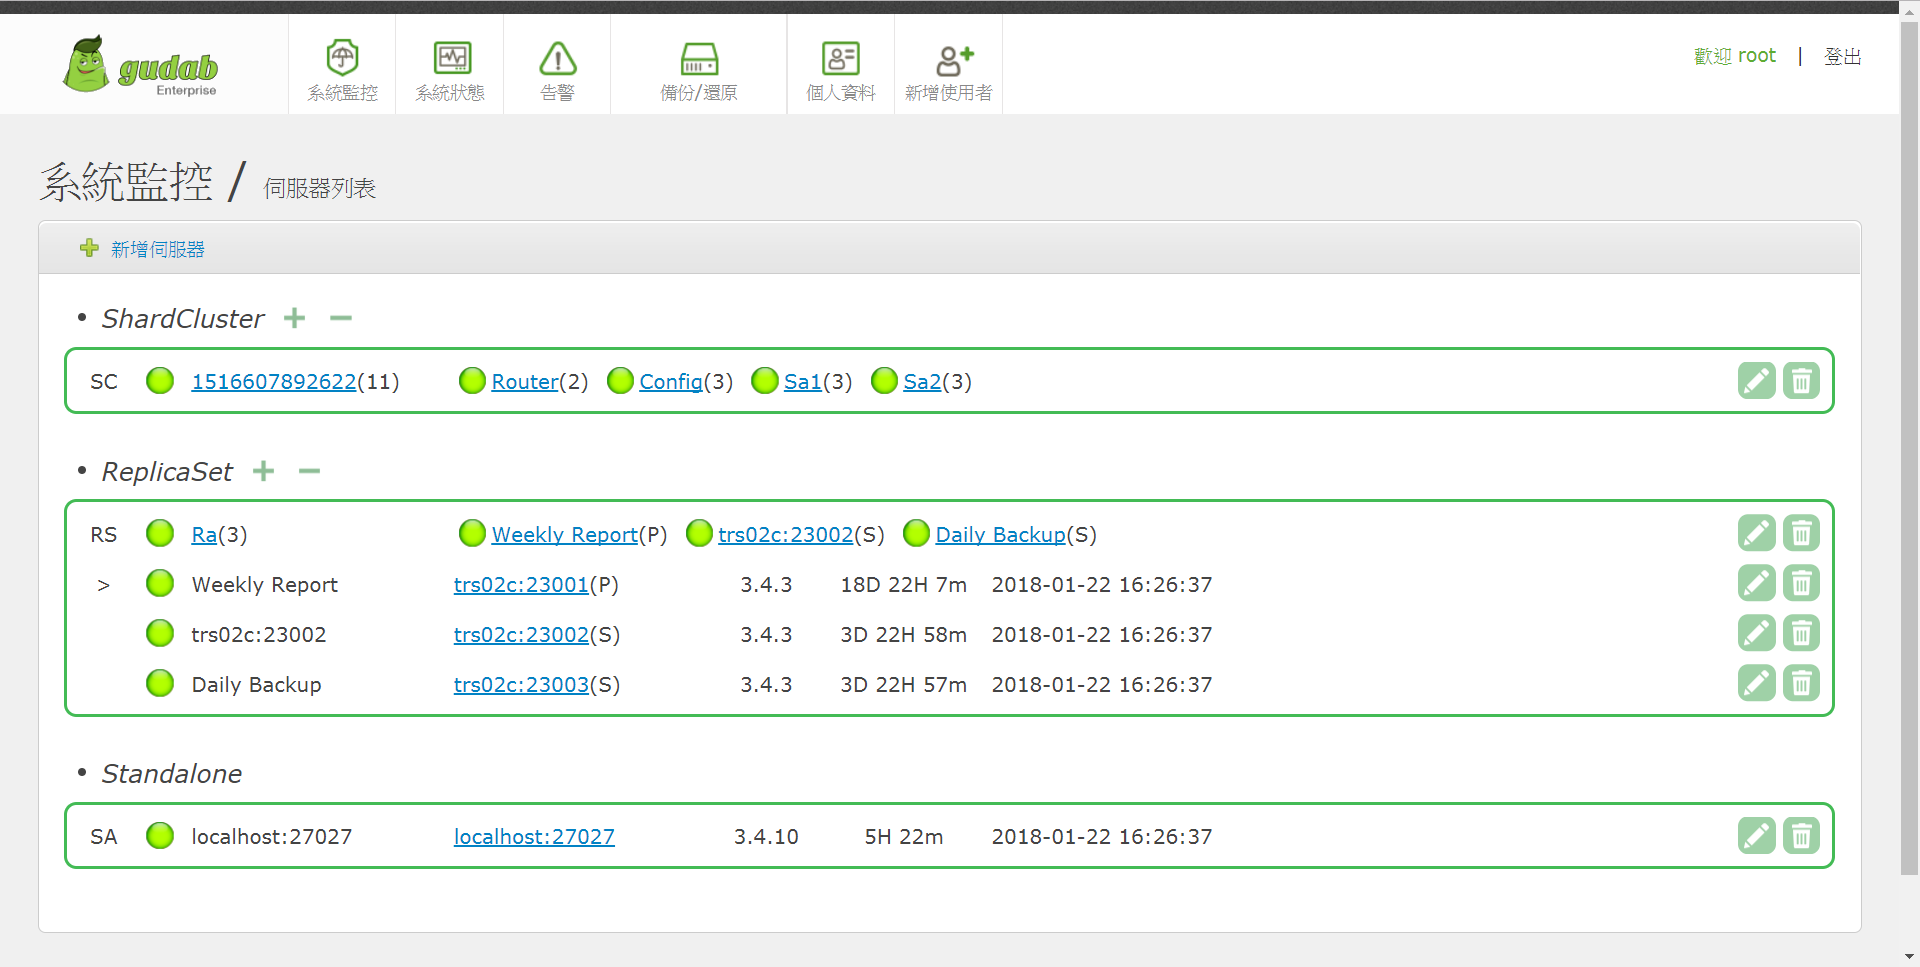 gudab
Enterprise
系統監控
系統狀態
告警
備份/還原
個人資料
新增使用者
歡迎 root | 登出
系統監控 / 伺服器列表
新增伺服器
• ShardCluster
SC 1516607892622(11) Router(2) Config(3) Sa1(3) Sa2(3)
• ReplicaSet
RS Ra(3) Weekly Report(P) trs02c:23002(S) Daily Backup(S)
> Weekly Report trs02c:23001(P) 3.4.3 18D 22H 7m 2018-01-22 16:26:37
trs02c:23002 trs02c:23002(S) 3.4.3 3D 22H 58m 2018-01-22 16:26:37
Daily Backup trs02c:23003(S) 3.4.3 3D 22H 57m 2018-01-22 16:26:37
• Standalone
SA localhost:27027 localhost:27027 3.4.10 5H 22m 2018-01-22 16:26:37